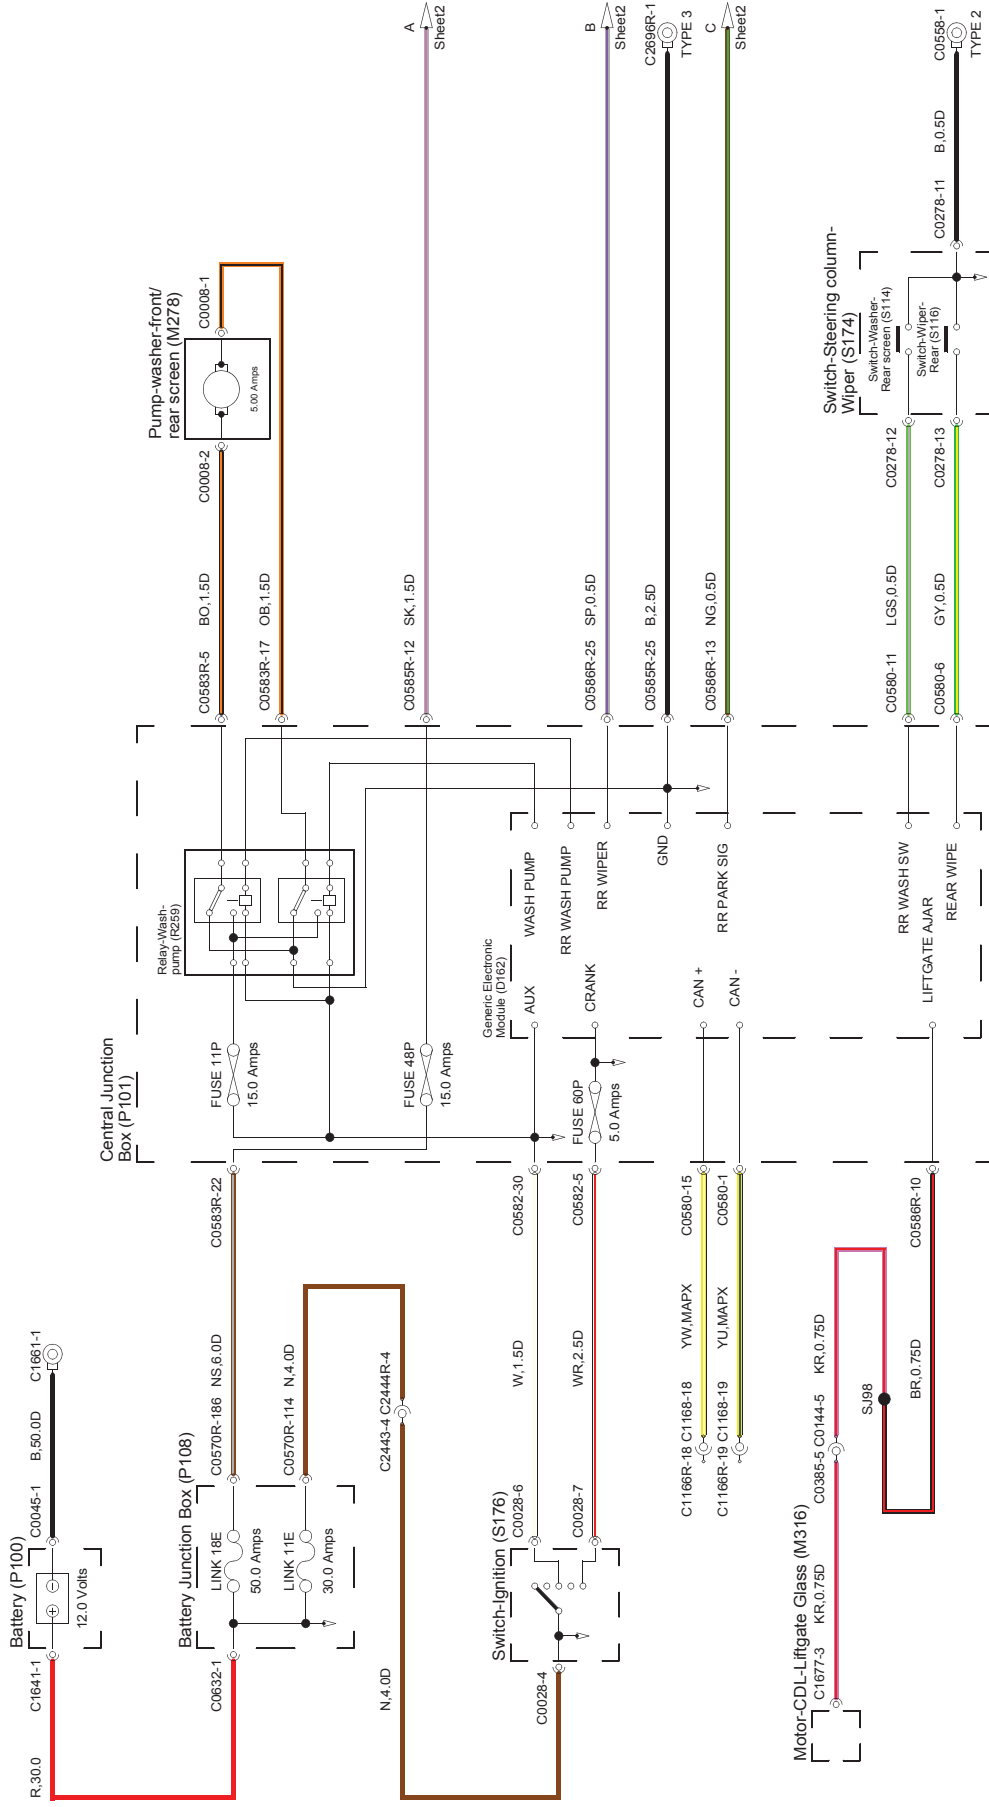 Battery (P100)
12.0 Volts
C1641-1
R,30.0
C0045-1
B,50.0D
C1661-1
Battery Junction Box (P108)
C0632-1
LINK 18E
50.0 Amps
LINK 11E
30.0 Amps
C0570R-186
NS,6.0D
C0583R-22
C0570R-114
N,4.0D
C2443-4
C2444R-4
N,4.0D
Switch-Ignition (S176)
C0028-4
C0028-6
W,1.5D
C0582-30
C0028-7
WR,2.5D
C0582-5
C1166R-18
C1168-18
YW,MAPX
C0580-15
C1166R-19
C1168-19
YU,MAPX
C0580-1
Motor-CDL-Liftgate Glass (M316)
C1677-3
KR,0.75D
C0385-5
C0144-5
KR,0.75D
SJ98
BR,0.75D
C0586R-10
Central Junction
Box (P101)
FUSE 11P
15.0 Amps
FUSE 48P
15.0 Amps
FUSE 60P
5.0 Amps
Relay-Wash-
pump (R259)
Generic Electronic
Module (D162)
AUX
CRANK
CAN +
CAN -
LIFTGATE AJAR
WASH PUMP
RR WASH PUMP
RR WIPER
GND
RR PARK SIG
RR WASH SW
REAR WIPE
C0583R-5
BO,1.5D
C0008-2
Pump-washer-front/
rear screen (M278)
5.00 Amps
C0008-1
C0583R-17
OB,1.5D
C0585R-12
SK,1.5D
A
Sheet2
C0586R-25
SP,0.5D
B
Sheet2
C0585R-25
B,2.5D
C2696R-1
TYPE 3
C0586R-13
NG,0.5D
C
Sheet2
C0580-11
LGS,0.5D
C0278-12
C0580-6
GY,0.5D
C0278-13
Switch-Steering column-
Wiper (S174)
Switch-Washer-
Rear screen (S114)
Switch-Wiper-
Rear (S116)
C0278-11
B,0.5D
C0558-1
TYPE 2